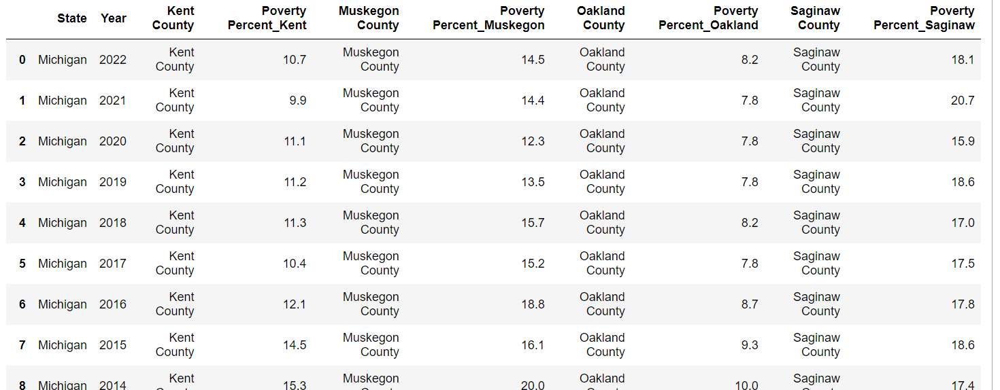 State Year Kent County Poverty Percent_Kent Muskegon County Poverty Percent_Muskegon Oakland County Poverty Percent_Oakland Saginaw County Poverty Percent_Saginaw
0 Michigan 2022 Kent County 10.7 Muskegon County 14.5 Oakland County 8.2 Saginaw County 18.1
1 Michigan 2021 Kent County 9.9 Muskegon County 14.4 Oakland County 7.8 Saginaw County 20.7
2 Michigan 2020 Kent County 11.1 Muskegon County 12.3 Oakland County 7.8 Saginaw County 15.9
3 Michigan 2019 Kent County 11.2 Muskegon County 13.5 Oakland County 7.8 Saginaw County 18.6
4 Michigan 2018 Kent County 11.3 Muskegon County 15.7 Oakland County 8.2 Saginaw County 17.0
5 Michigan 2017 Kent County 10.4 Muskegon County 15.2 Oakland County 7.8 Saginaw County 17.5
6 Michigan 2016 Kent County 12.1 Muskegon County 18.8 Oakland County 8.7 Saginaw County 17.8
7 Michigan 2015 Kent County 14.5 Muskegon County 16.1 Oakland County 9.3 Saginaw County 18.6
8 Michigan 2014 Kent 15.3 Muskegon 20.0 Oakland 10.0 Saginaw 17.4